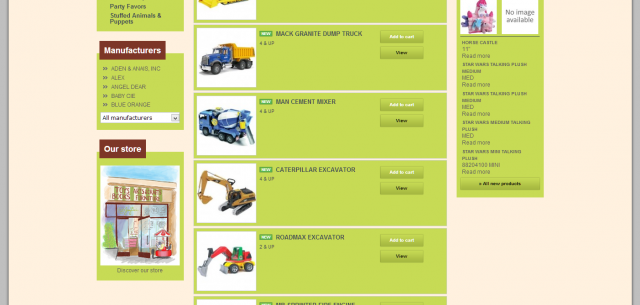 Party Favors
Stuffed Animals &
Puppets
Manufacturers
ADEN & ANAIS, INC
ALEX
ANGEL DEAR
BABY CIE
BLUE ORANGE
All manufacturers
Our store
BOOKS
Discover our store
NEW MACK GRANITE DUMP TRUCK
4 & UP
Add to cart
View
NEW MAN CEMENT MIXER
4 & UP
Add to cart
View
NEW CATERPILLAR EXCAVATOR
4 & UP
Add to cart
View
NEW ROADMAX EXCAVATOR
2 & UP
Add to cart
View
No image
available
HORSE CASTLE
11"
Read more
STAR WARS TALKING PLUSH
MEDIUM
MED
Read more
STAR WARS TALKING PLUSH
MEDIUM
MED
Read more
STAR WARS MEDIUM TALKING
PLUSH
MED
Read more
STAR WARS MINI TALKING
PLUSH
Read more
» All new products